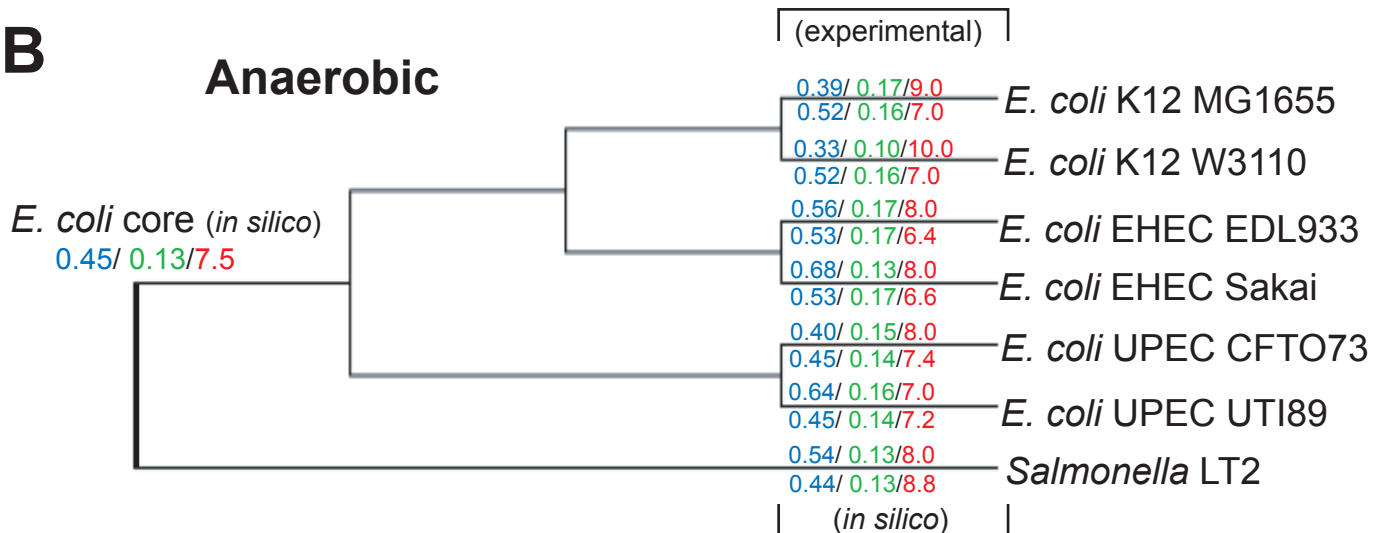 B
Anaerobic
(experimental)
0.39/ 0.17/9.0
0.52/ 0.16/7.0
E. coli K12 MG1655
0.33/ 0.10/10.0
0.52/ 0.16/7.0
E. coli K12 W3110
0.56/ 0.17/8.0
0.53/ 0.17/6.4
E. coli EHEC EDL933
E. coli core (in silico)
0.45/ 0.13/7.5
0.68/ 0.13/8.0
0.53/ 0.17/6.6
E. coli EHEC Sakai
0.40/ 0.15/8.0
0.45/ 0.14/7.4
E. coli UPEC CFTO73
0.64/ 0.16/7.0
0.45/ 0.14/7.2
E. coli UPEC UTI89
0.54/ 0.13/8.0
0.44/ 0.13/8.8
Salmonella LT2
(in silico)